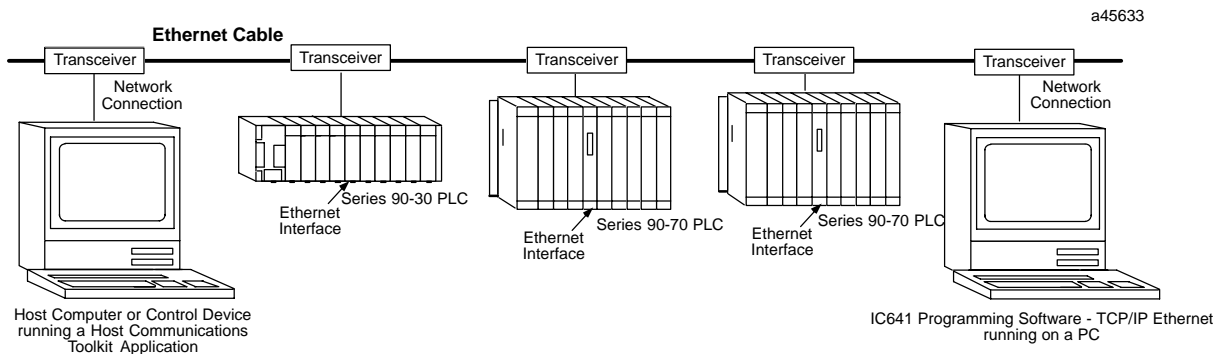 a45633
Ethernet Cable
Transceiver
Transceiver
Transceiver
Transceiver
Transceiver
Network
Connection
Network
Connection
Series 90-30 PLC
Ethernet
Interface
Series 90-70 PLC
Ethernet
Interface
Series 90-70 PLC
Ethernet
Interface
Host Computer or Control Device
running a Host Communications
Toolkit Application
IC641 Programming Software - TCP/IP Ethernet
running on a PC